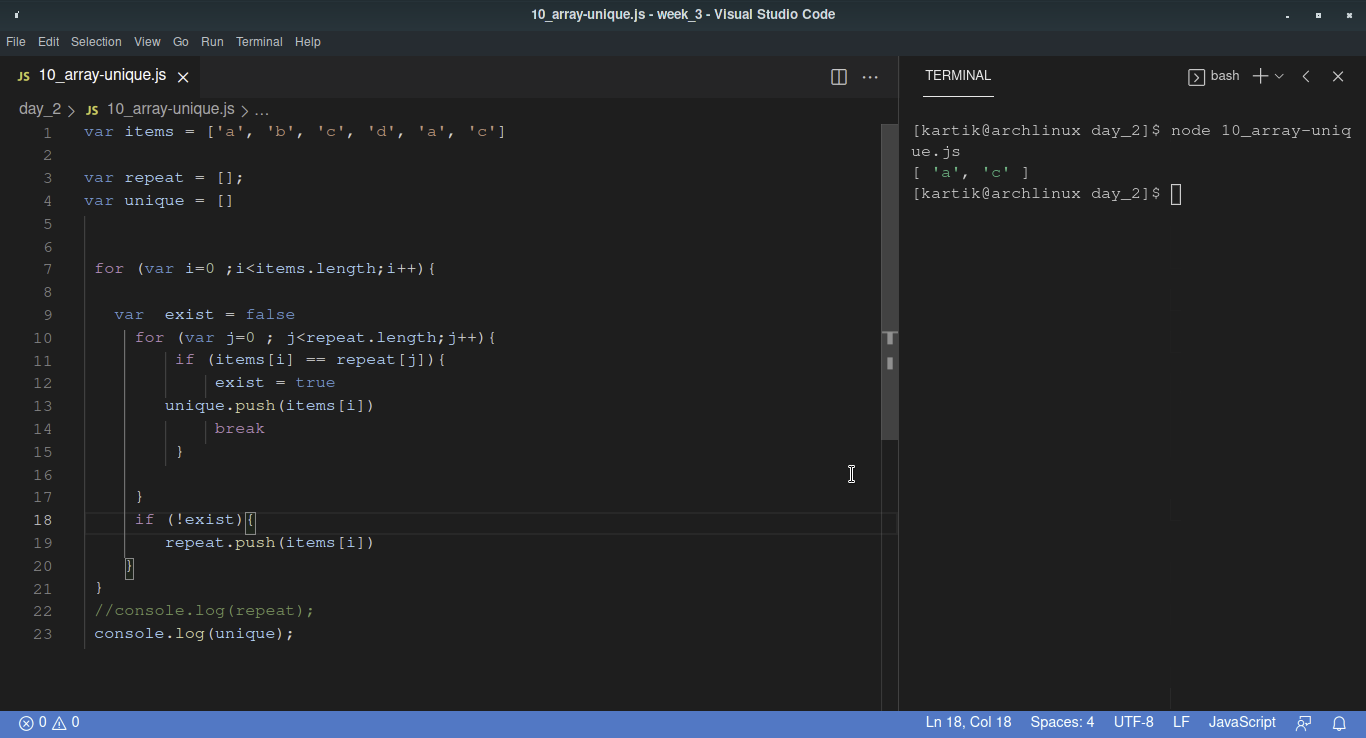 10_array-unique.js - week_3 - Visual Studio Code
File Edit Selection View Go Run Terminal Help
JS 10_array-unique.js
day_2 > JS 10_array-unique.js > ...
1 var items = ['a', 'b', 'c', 'd', 'a', 'c']
2
3 var repeat = [];
4 var unique = []
5
6
7 for (var i=0 ;i<items.length;i++){
8
9 var  exist = false
10 for (var j=0 ; j<repeat.length;j++){
11 if (items[i] == repeat[j]){
12 exist = true
13 unique.push(items[i])
14 break
15 }
16
17 }
18 if (!exist){
19 repeat.push(items[i])
20 }
21 }
22 //console.log(repeat);
23 console.log(unique);
TERMINAL
bash
[kartik@archlinux day_2]$ node 10_array-uniq
ue.js
[ 'a', 'c' ]
[kartik@archlinux day_2]$
0 0
Ln 18, Col 18 Spaces: 4 UTF-8 LF JavaScript